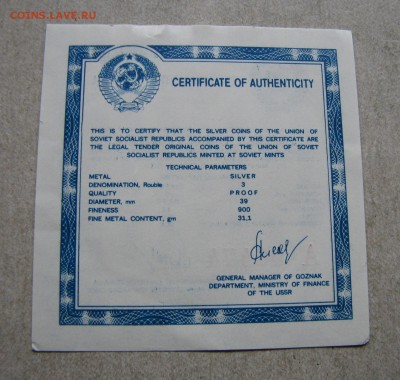 COINS.LAVE.RU
CERTIFICATE OF AUTHENTICITY
THIS IS TO CERTIFY THAT THE SILVER COINS OF THE UNION OF
SOVIET SOCIALIST REPUBLICS ACCOMPANIED BY THIS CERTIFICATE ARE
THE LEGAL TENDER ORIGINAL COINS OF THE UNION OF SOVIET
SOCIALIST REPUBLICS MINTED AT SOVIET MINTS
TECHNICAL PARAMETERS
METAL SILVER
DENOMINATION, Rouble 3
QUALITY PROOF
DIAMETER, mm 39
FINENESS 900
FINE METAL CONTENT, gm 31,1
GENERAL MANAGER OF GOZNAK
DEPARTMENT, MINISTRY OF FINANCE
OF THE USSR